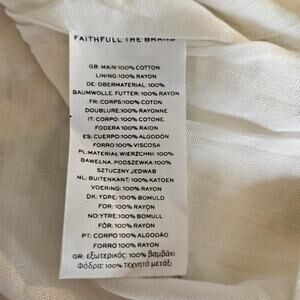 FAITHFULL THE BRAND
GB: MAIN:100% COTTON.
LINING:100% RAYON
DE: OBERMATERIAL: 100%
BAUMWOLLE. FUTTER: 100% RAYON
FR: CORPS:100% COTON.
DOUBLURE:100% RAYONNE
IT: CORPO:100% COTONE.
FODERA 100% RAION
ES: CUERPO:100% ALGODÓN
FORRO 100% VISCOSA
PL: MATERIAŁ WIERZCHNI: 100%
BAWEŁNA. PODSZEWKA:100%
SZTUCZNY JEDWAB
NL: BUITENKANT: 100% KATOEN
VOERING: 100% RAYON
DK: YDRE: 100% BOMULD
FOR: 100% RAYON
NO: YTRE:100% BOMULL
FÔR: 100% RAYON
PT: CORPO 100% ALGODÃO
FORRO 100% RAYON
GR: εξωτερικός: 100% βαμβάκι
Φόδρα: 100% τεχνητό μετάξι